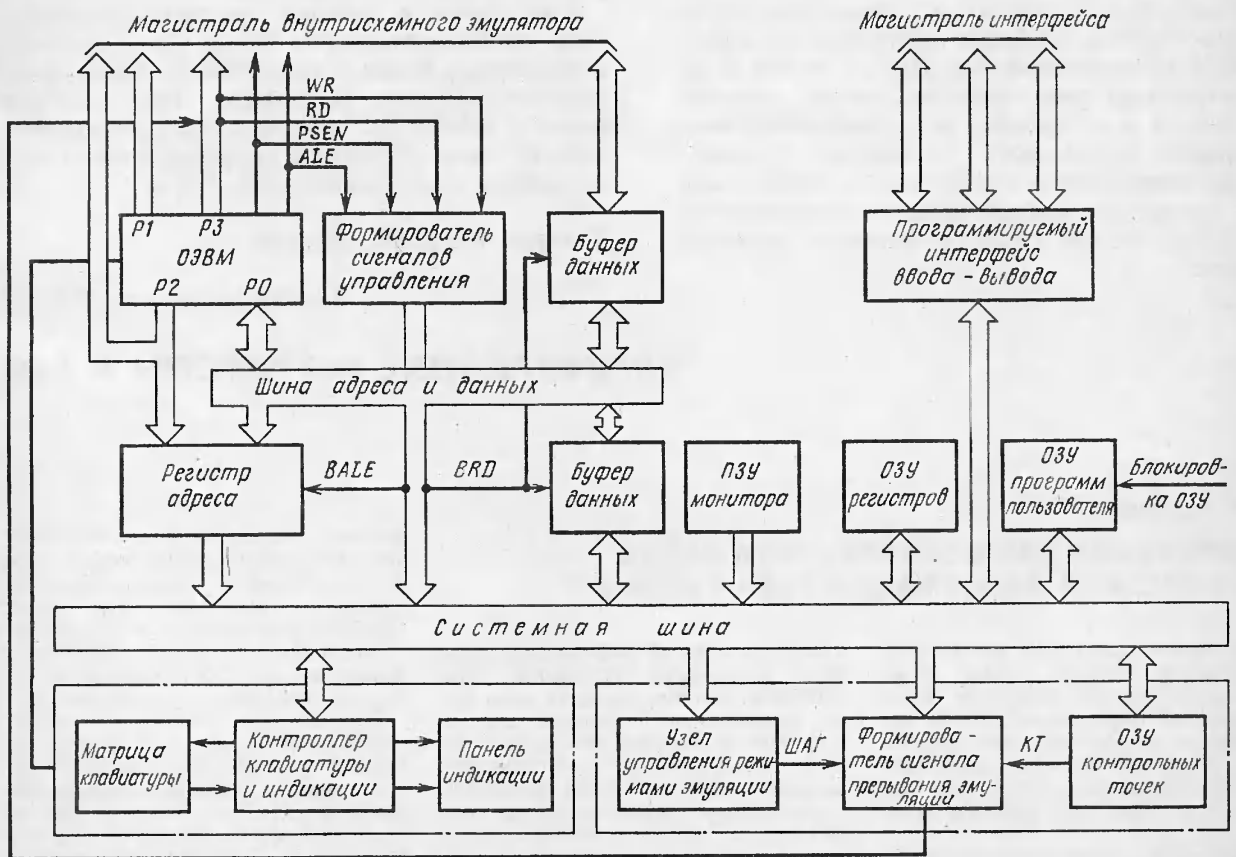 Магистраль внутрисхемного эмулятора
Магистраль интерфейса
WR
RD
PSEN
ALE
P1
P3
ОЭВМ
P2
P0
Формирователь
сигналов
управления
Буфер
данных
Программируемый
интерфейс
ввода - вывода
Шина адреса и данных
Регистр
адреса
BALE
BRD
Буфер
данных
ПЗУ
монитора
ОЗУ
регистров
ОЗУ
программ
пользователя
Блокиров-
ка ОЗУ
Системная шина
Матрица
клавиатуры
Контроллер
клавиатуры
и индикации
Панель
индикации
Узел
управления режи-
мами эмуляции
ШАГ
Формирова -
тель сигнала
прерывания эму-
ляции
КТ
ОЗУ
контрольных
точек